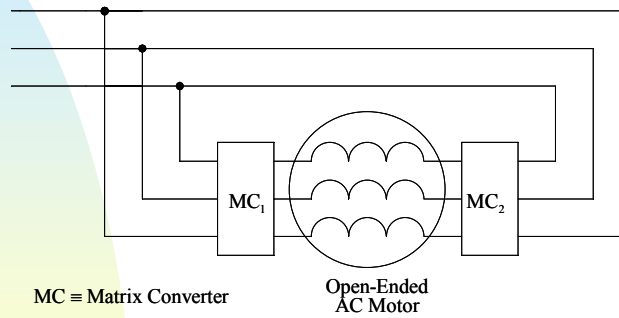 MC₁
MC₂
MC ≡ Matrix Converter
Open-Ended
AC Motor